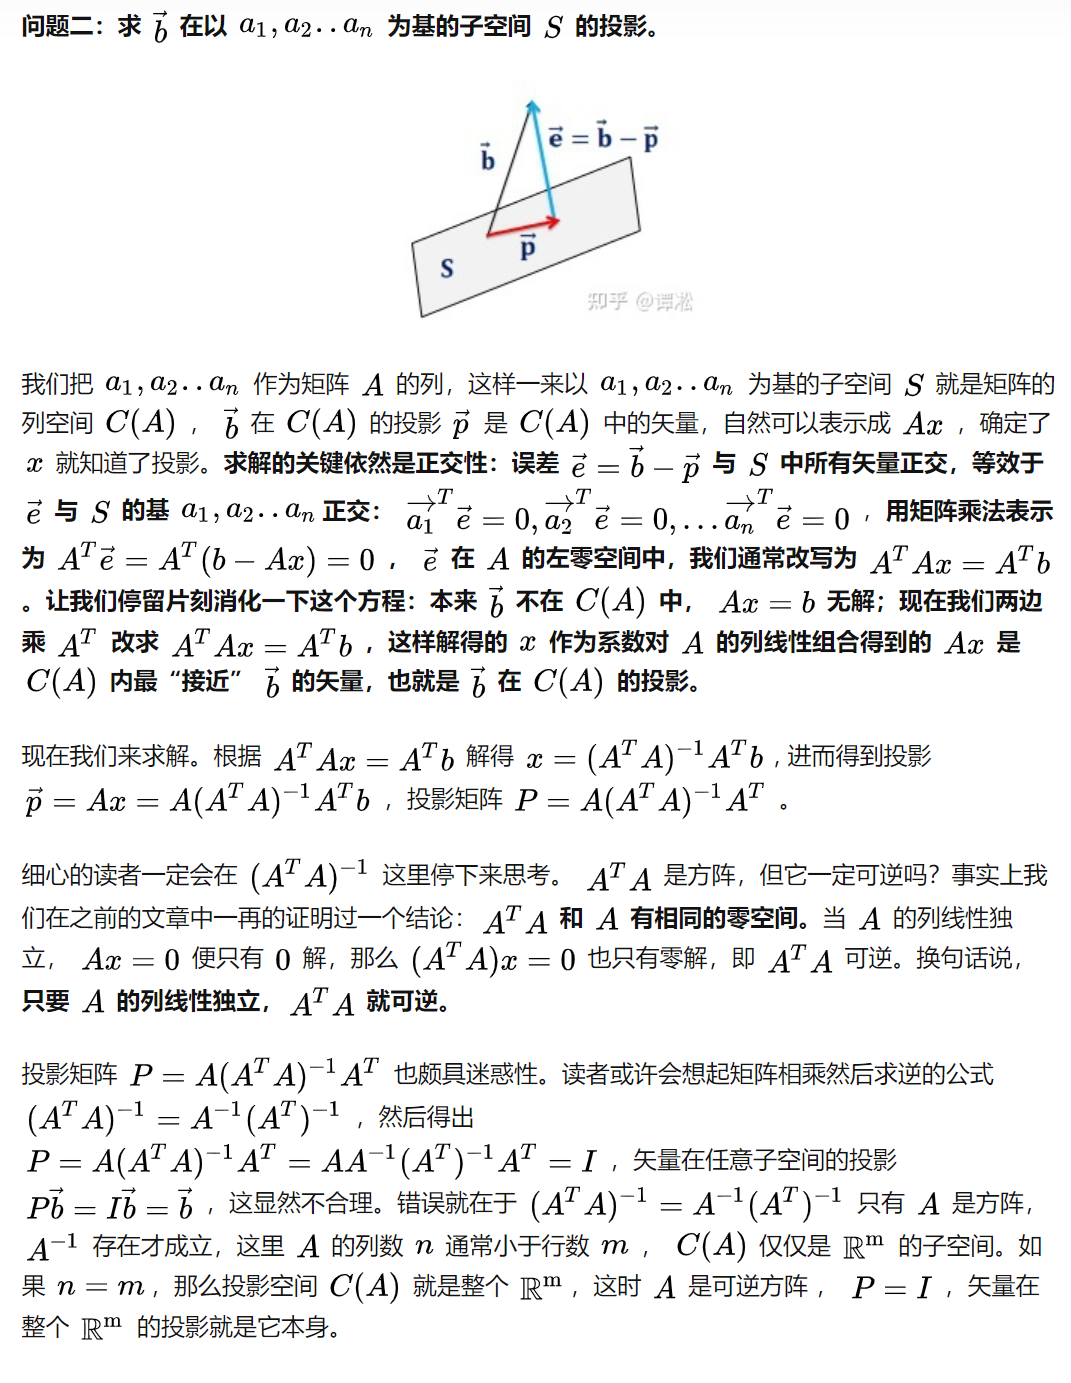 问题二：求 $\vec{b}$ 在以 $a_1, a_2 .. a_n$ 为基的子空间 $S$ 的投影。
$\vec{b}$
$\vec{e} = \vec{b} - \vec{p}$
$\vec{p}$
S
知乎 @谭淞
我们把 $a_1, a_2 .. a_n$ 作为矩阵 $A$ 的列，这样一来以 $a_1, a_2 .. a_n$ 为基的子空间 $S$ 就是矩阵的
列空间 $C(A)$ ， $\vec{b}$ 在 $C(A)$ 的投影 $\vec{p}$ 是 $C(A)$ 中的矢量，自然可以表示成 $Ax$ ，确定了
$x$ 就知道了投影。求解的关键依然是正交性：误差 $\vec{e} = \vec{b} - \vec{p}$ 与 $S$ 中所有矢量正交，等效于
$\vec{e}$ 与 $S$ 的基 $a_1, a_2 .. a_n$ 正交： $\overrightarrow{a_1}^T \vec{e} = 0, \overrightarrow{a_2}^T \vec{e} = 0, \ldots \overrightarrow{a_n}^T \vec{e} = 0$ ，用矩阵乘法表示
为 $A^T \vec{e} = A^T (b - Ax) = 0$ ， $\vec{e}$ 在 $A$ 的左零空间中，我们通常改写为 $A^T Ax = A^T b$
。让我们停留片刻消化一下这个方程：本来 $\vec{b}$ 不在 $C(A)$ 中， $Ax = b$ 无解；现在我们两边
乘 $A^T$ 改求 $A^T Ax = A^T b$ ，这样解得的 $x$ 作为系数对 $A$ 的列线性组合得到的 $Ax$ 是
$C(A)$ 内最“接近” $\vec{b}$ 的矢量，也就是 $\vec{b}$ 在 $C(A)$ 的投影。
现在我们来求解。根据 $A^T Ax = A^T b$ 解得 $x = (A^T A)^{-1} A^T b$ , 进而得到投影
$\vec{p} = Ax = A(A^T A)^{-1} A^T b$ ，投影矩阵 $P = A(A^T A)^{-1} A^T$ 。
细心的读者一定会在 $(A^T A)^{-1}$ 这里停下来思考。 $A^T A$ 是方阵，但它一定可逆吗？事实上我
们在之前的文章中一再的证明过一个结论： $A^T A$ 和 $A$ 有相同的零空间。当 $A$ 的列线性独
立， $Ax = 0$ 便只有 $0$ 解，那么 $(A^T A)x = 0$ 也只有零解，即 $A^T A$ 可逆。换句话说，
只要 $A$ 的列线性独立， $A^T A$ 就可逆。
投影矩阵 $P = A(A^T A)^{-1} A^T$ 也颇具迷惑性。读者或许会想起矩阵相乘然后求逆的公式
$(A^T A)^{-1} = A^{-1} (A^T)^{-1}$ ，然后得出
$P = A(A^T A)^{-1} A^T = AA^{-1} (A^T)^{-1} A^T = I$ ，矢量在任意子空间的投影
$P\vec{b} = I\vec{b} = \vec{b}$ ，这显然不合理。错误就在于 $(A^T A)^{-1} = A^{-1} (A^T)^{-1}$ 只有 $A$ 是方阵，
$A^{-1}$ 存在才成立，这里 $A$ 的列数 $n$ 通常小于行数 $m$ ， $C(A)$ 仅仅是 $\mathbb{R}^{\mathrm{m}}$ 的子空间。如
果 $n = m$ ，那么投影空间 $C(A)$ 就是整个 $\mathbb{R}^{\mathrm{m}}$ ，这时 $A$ 是可逆方阵， $P = I$ ，矢量在
整个 $\mathbb{R}^{\mathrm{m}}$ 的投影就是它本身。